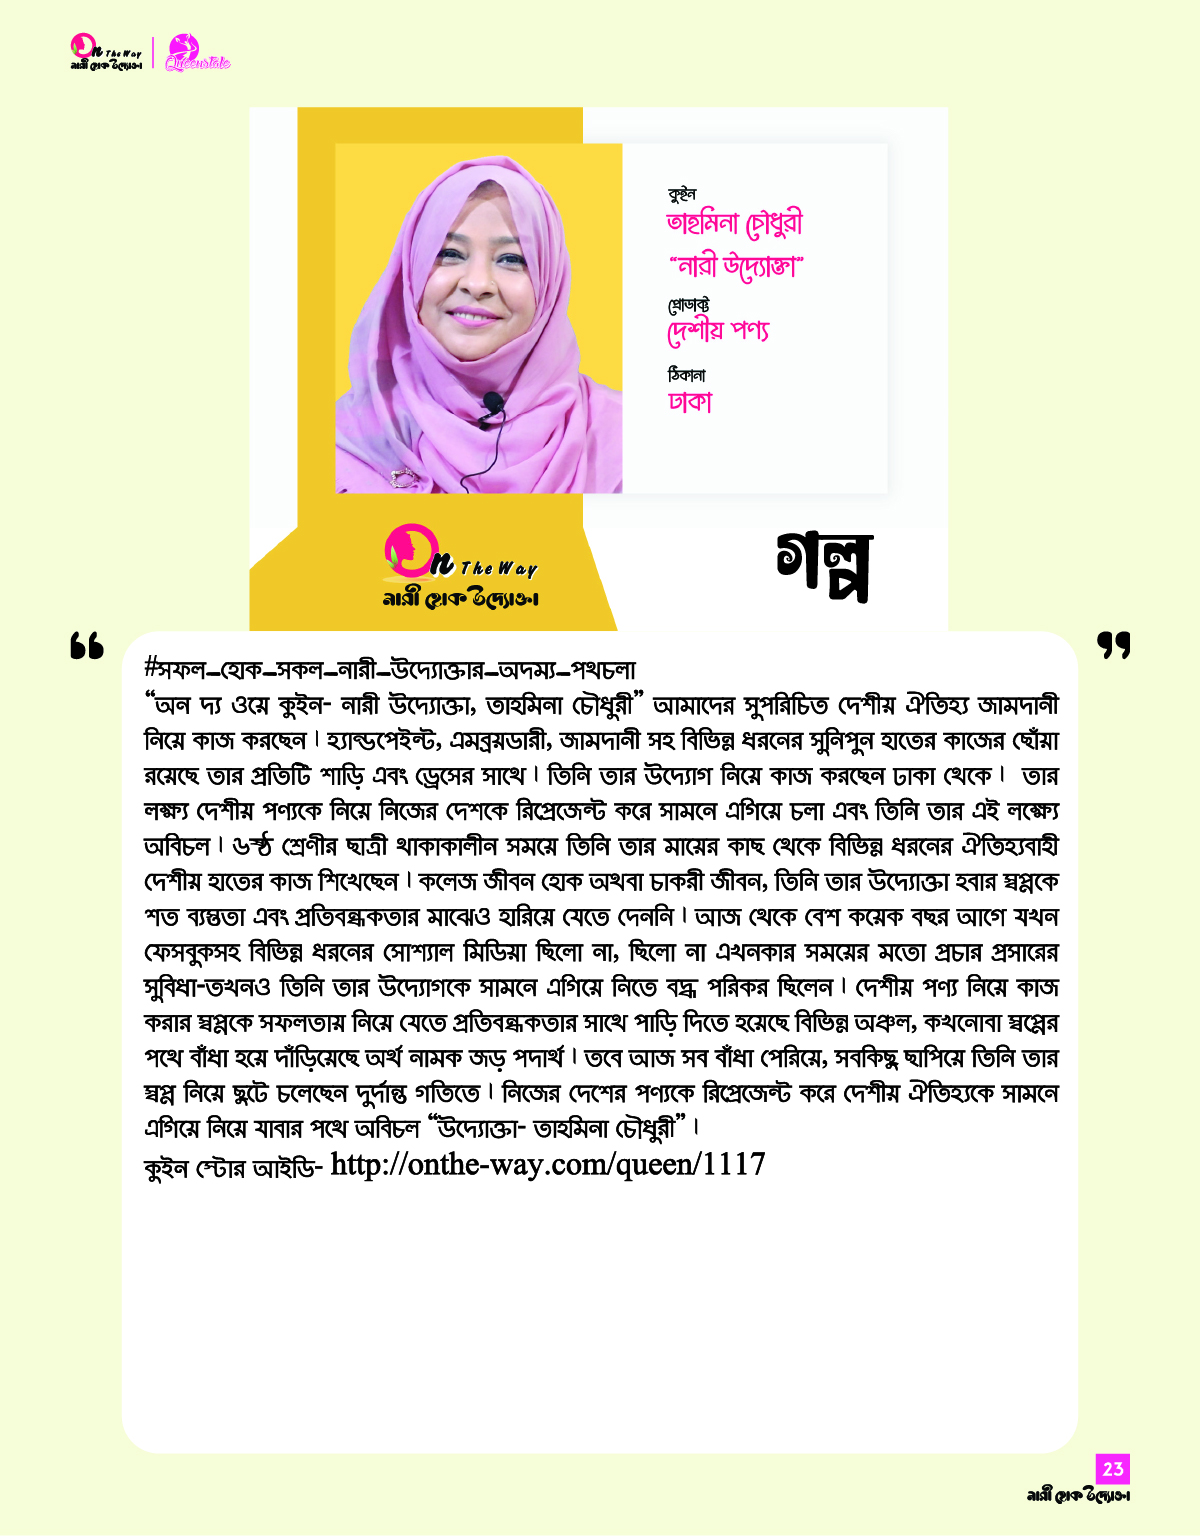 On The Way
নারী হোক উদ্যোক্তা
Queenstale
কুইন
তাহমিনা চৌধুরী
“নারী উদ্যোক্তা”
প্রোডাক্ট
দেশীয় পণ্য
ঠিকানা
ঢাকা
On The Way
নারী হোক উদ্যোক্তা
গল্প
#সফল_হোক_সকল_নারী_উদ্যোক্তার_অদম্য_পথচলা
“অন দ্য ওয়ে কুইন- নারী উদ্যোক্তা, তাহমিনা চৌধুরী” আমাদের সুপরিচিত দেশীয় ঐতিহ্য জামদানী
নিয়ে কাজ করছেন। হ্যান্ডপেইন্ট, এমব্রয়ডারী, জামদানী সহ বিভিন্ন ধরনের সুনিপুন হাতের কাজের ছোঁয়া
রয়েছে তার প্রতিটি শাড়ি এবং ড্রেসের সাথে। তিনি তার উদ্যোগ নিয়ে কাজ করছেন ঢাকা থেকে। তার
লক্ষ্য দেশীয় পণ্যকে নিয়ে নিজের দেশকে রিপ্রেজেন্ট করে সামনে এগিয়ে চলা এবং তিনি তার এই লক্ষ্যে
অবিচল। ৬স্ঠ শ্রেণীর ছাত্রী থাকাকালীন সময়ে তিনি তার মায়ের কাছ থেকে বিভিন্ন ধরনের ঐতিহ্যবাহী
দেশীয় হাতের কাজ শিখেছেন। কলেজ জীবন হোক অথবা চাকরী জীবন, তিনি তার উদ্যোক্তা হবার স্বপ্নকে
শত ব্যস্ততা এবং প্রতিবন্ধকতার মাঝেও হারিয়ে যেতে দেননি। আজ থেকে বেশ কয়েক বছর আগে যখন
ফেসবুকসহ বিভিন্ন ধরনের সোশ্যাল মিডিয়া ছিলো না, ছিলো না এখনকার সময়ের মতো প্রচার প্রসারের
সুবিধা-তখনও তিনি তার উদ্যোগকে সামনে এগিয়ে নিতে বদ্ধ পরিকর ছিলেন। দেশীয় পণ্য নিয়ে কাজ
করার স্বপ্নকে সফলতায় নিয়ে যেতে প্রতিবন্ধকতার সাথে পাড়ি দিতে হয়েছে বিভিন্ন অঞ্চল, কখনোবা স্বপ্নের
পথে বাঁধা হয়ে দাঁড়িয়েছে অর্থ নামক জড় পদার্থ। তবে আজ সব বাঁধা পেরিয়ে, সবকিছু ছাপিয়ে তিনি তার
স্বপ্ন নিয়ে ছুটে চলেছেন দুর্দান্ত গতিতে। নিজের দেশের পণ্যকে রিপ্রেজেন্ট করে দেশীয় ঐতিহ্যকে সামনে
এগিয়ে নিয়ে যাবার পথে অবিচল “উদ্যোক্তা- তাহমিনা চৌধুরী”।
কুইন স্টোর আইডি- http://onthe-way.com/queen/1117
23
নারী হোক উদ্যোক্তা